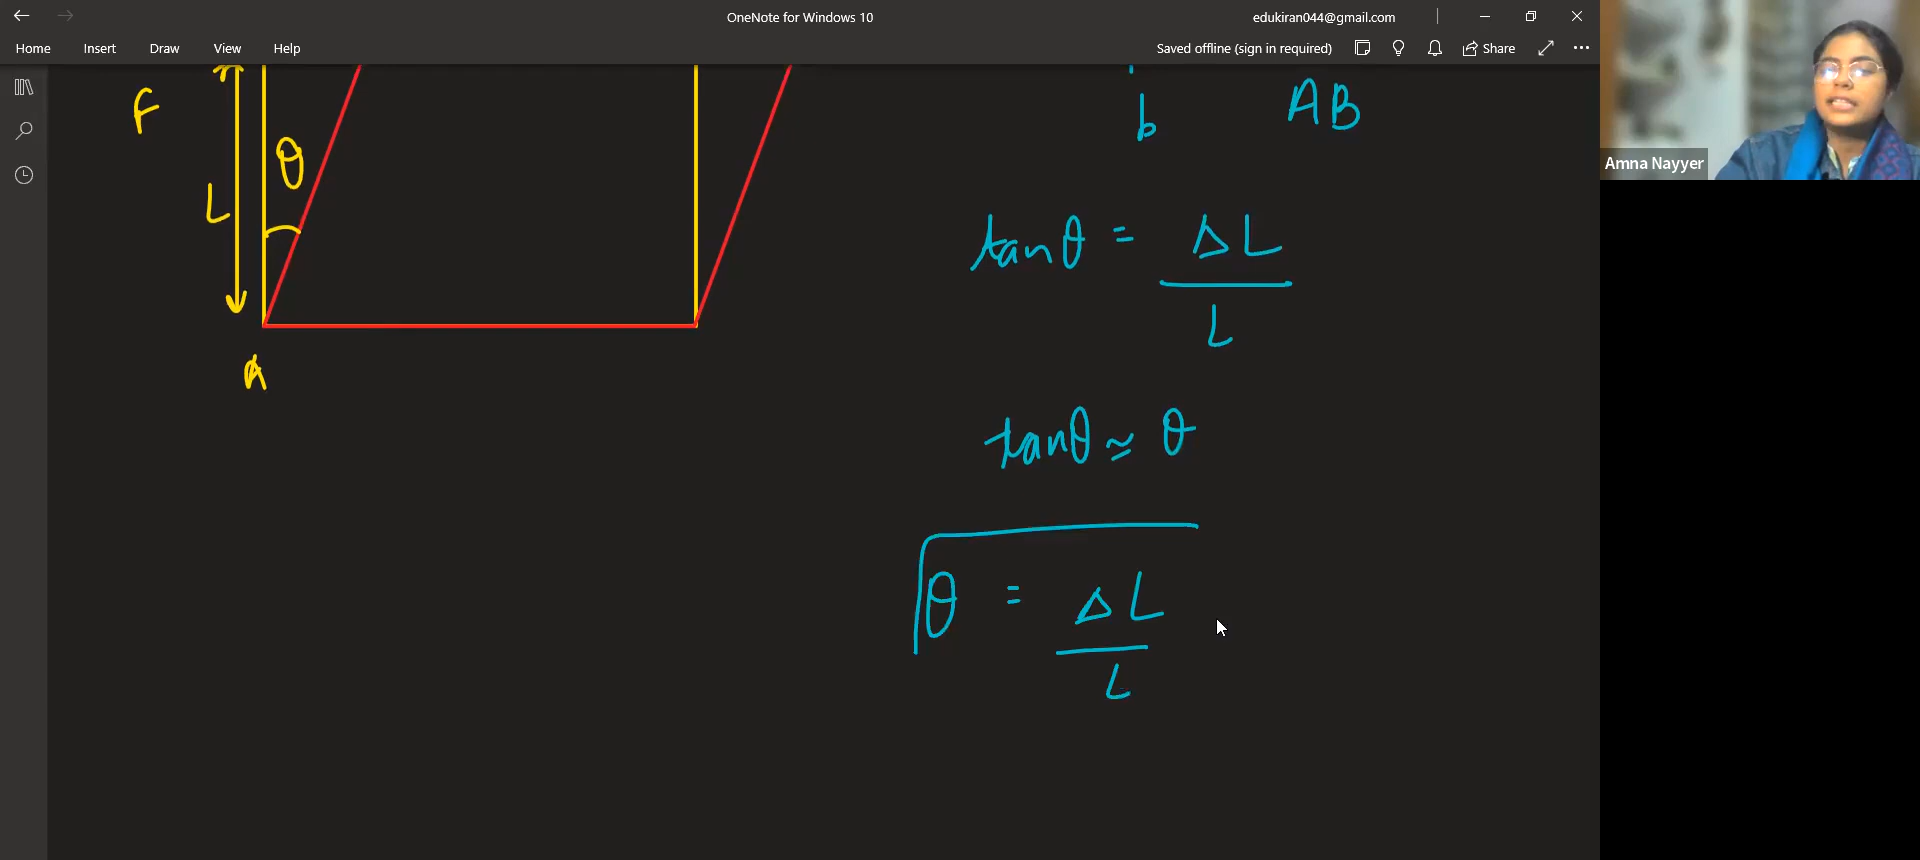 OneNote for Windows 10
edukiran044@gmail.com
Home Insert Draw View Help
Saved offline (sign in required)
Share
Amna Nayyer
F
θ
L
A
b AB
tanθ = ΔL
L
tanθ ≃ θ
θ = ΔL
L